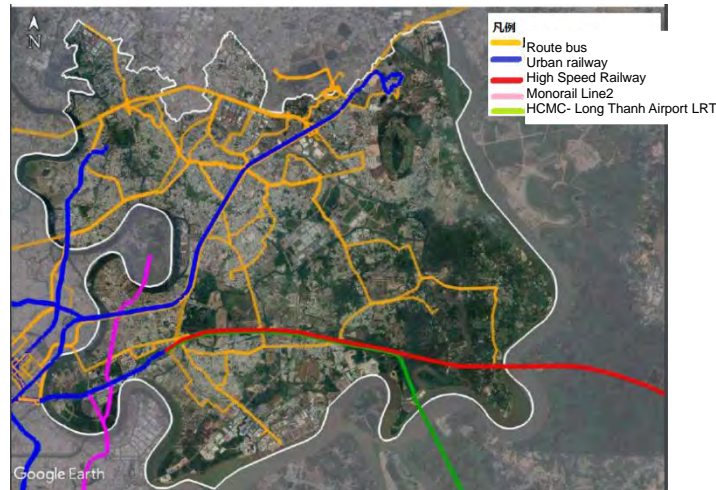 N
凡例
Route bus
Urban railway
High Speed Railway
Monorail Line2
HCMC- Long Thanh Airport LRT
Google Earth